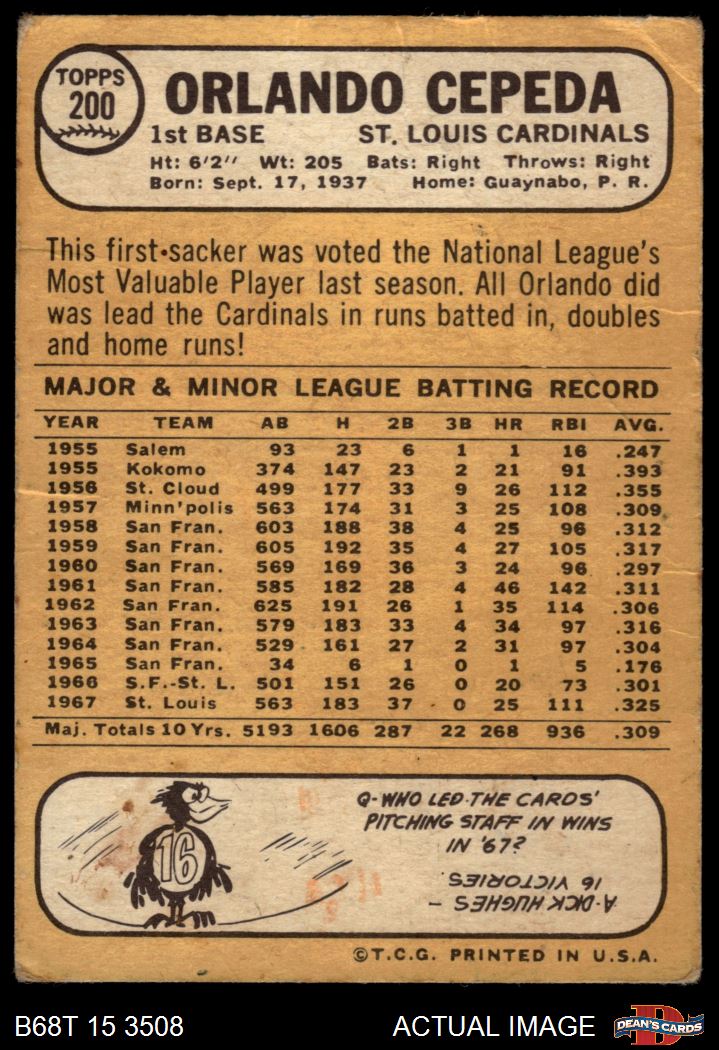 TOPPS
200
ORLANDO CEPEDA
1st BASE ST. LOUIS CARDINALS
Ht: 6'2" Wt: 205 Bats: Right Throws: Right
Born: Sept. 17, 1937 Home: Guaynabo, P. R.
This first-sacker was voted the National League's
Most Valuable Player last season. All Orlando did
was lead the Cardinals in runs batted in, doubles
and home runs!
MAJOR & MINOR LEAGUE BATTING RECORD
YEAR TEAM AB H 2B 3B HR RBI AVG.
1955 Salem 93 23 6 1 1 16 .247
1955 Kokomo 374 147 23 2 21 91 .393
1956 St. Cloud 499 177 33 9 26 112 .355
1957 Minn'polis 563 174 31 3 25 108 .309
1958 San Fran. 603 188 38 4 25 96 .312
1959 San Fran. 605 192 35 4 27 105 .317
1960 San Fran. 569 169 36 3 24 96 .297
1961 San Fran. 585 182 28 4 46 142 .311
1962 San Fran. 625 191 26 1 35 114 .306
1963 San Fran. 579 183 33 4 34 97 .316
1964 San Fran. 529 161 27 2 31 97 .304
1965 San Fran. 34 6 1 0 1 5 .176
1966 S.F.-St. L. 501 151 26 0 20 73 .301
1967 St. Louis 563 183 37 0 25 111 .325
Maj. Totals 10 Yrs. 5193 1606 287 22 268 936 .309
16
Q-WHO LED THE CARDS'
PITCHING STAFF IN WINS
IN '67?
A-DICK HUGHES –
16 VICTORIES.
©T.C.G. PRINTED IN U.S.A.
B68T 15 3508 ACTUAL IMAGE
D
DEAN'S CARDS